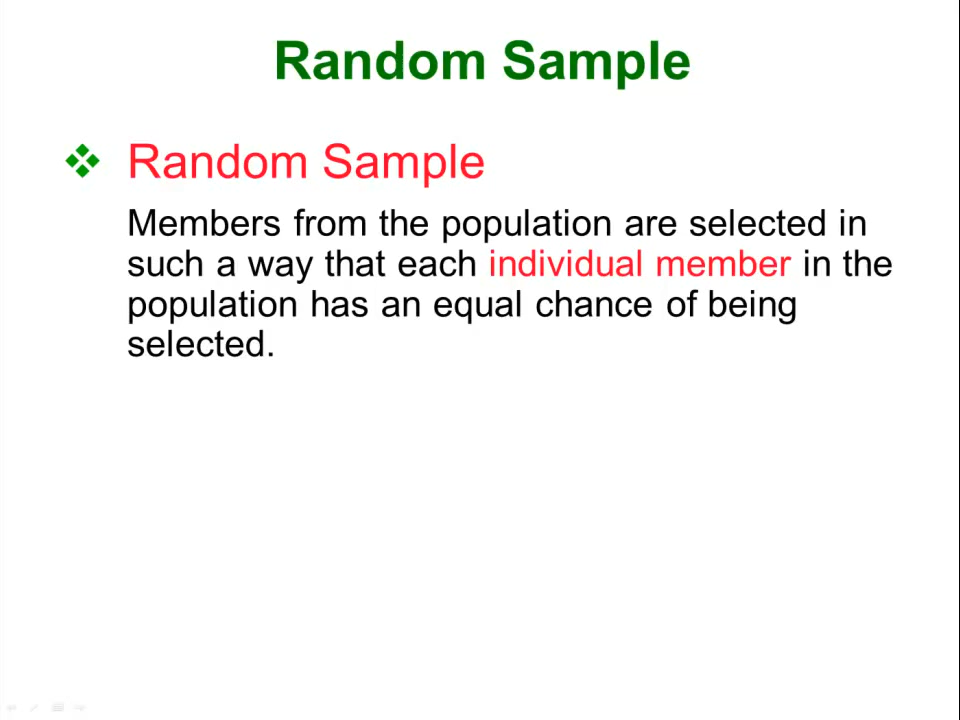 Random Sample
Random Sample
Members from the population are selected in
such a way that each individual member in the
population has an equal chance of being
selected.